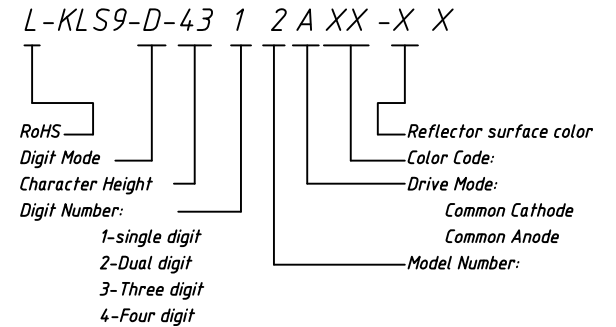 L-KLS9-D-43 1 2 A XX -X X
RoHS
Reflector surface color
Digit Mode
Color Code:
Character Height
Drive Mode:
Digit Number:
Common Cathode
1-single digit
Common Anode
2-Dual digit
Model Number:
3-Three digit
4-Four digit